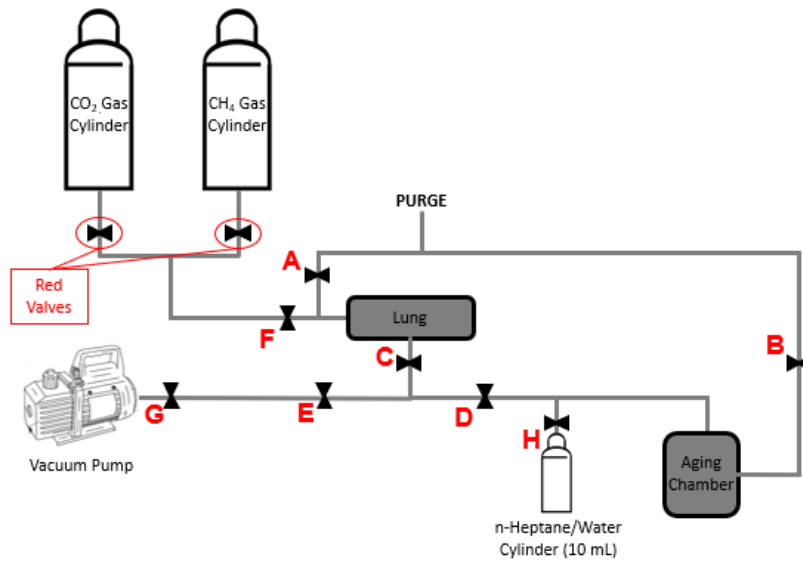 CO₂ Gas
Cylinder
CH₄ Gas
Cylinder
PURGE
Red
Valves
A
F
Lung
C
B
G
E
D
H
Vacuum Pump
Aging
Chamber
n-Heptane/Water
Cylinder (10 mL)